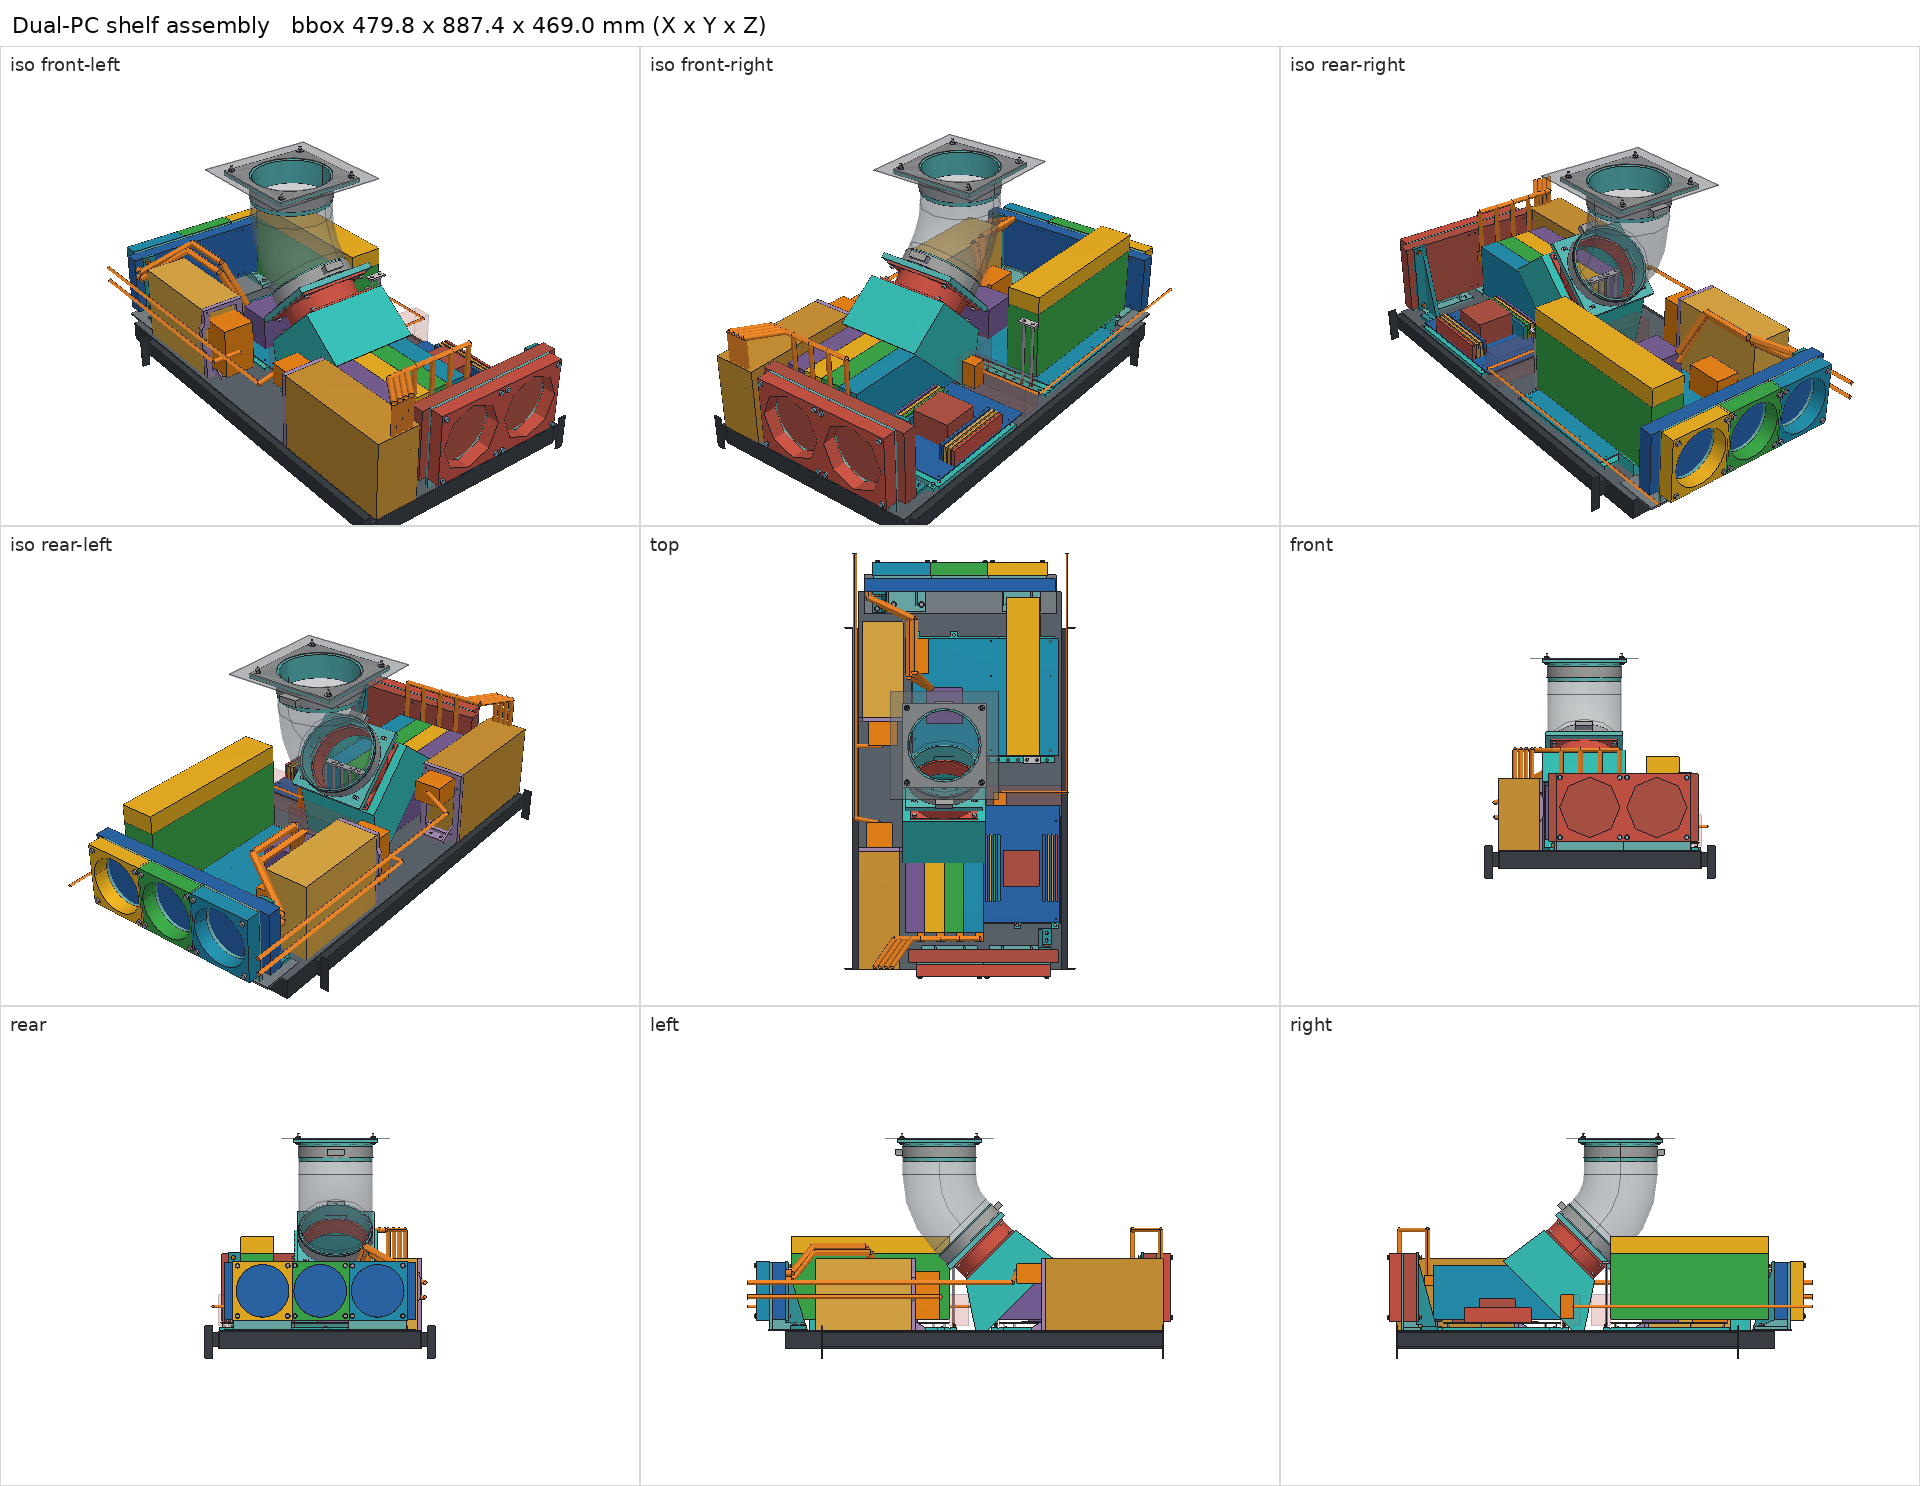 Dual-PC shelf assembly   bbox 479.8 x 887.4 x 469.0 mm (X x Y x Z)
iso front-left
iso front-right
iso rear-right
iso rear-left
top
front
rear
left
right